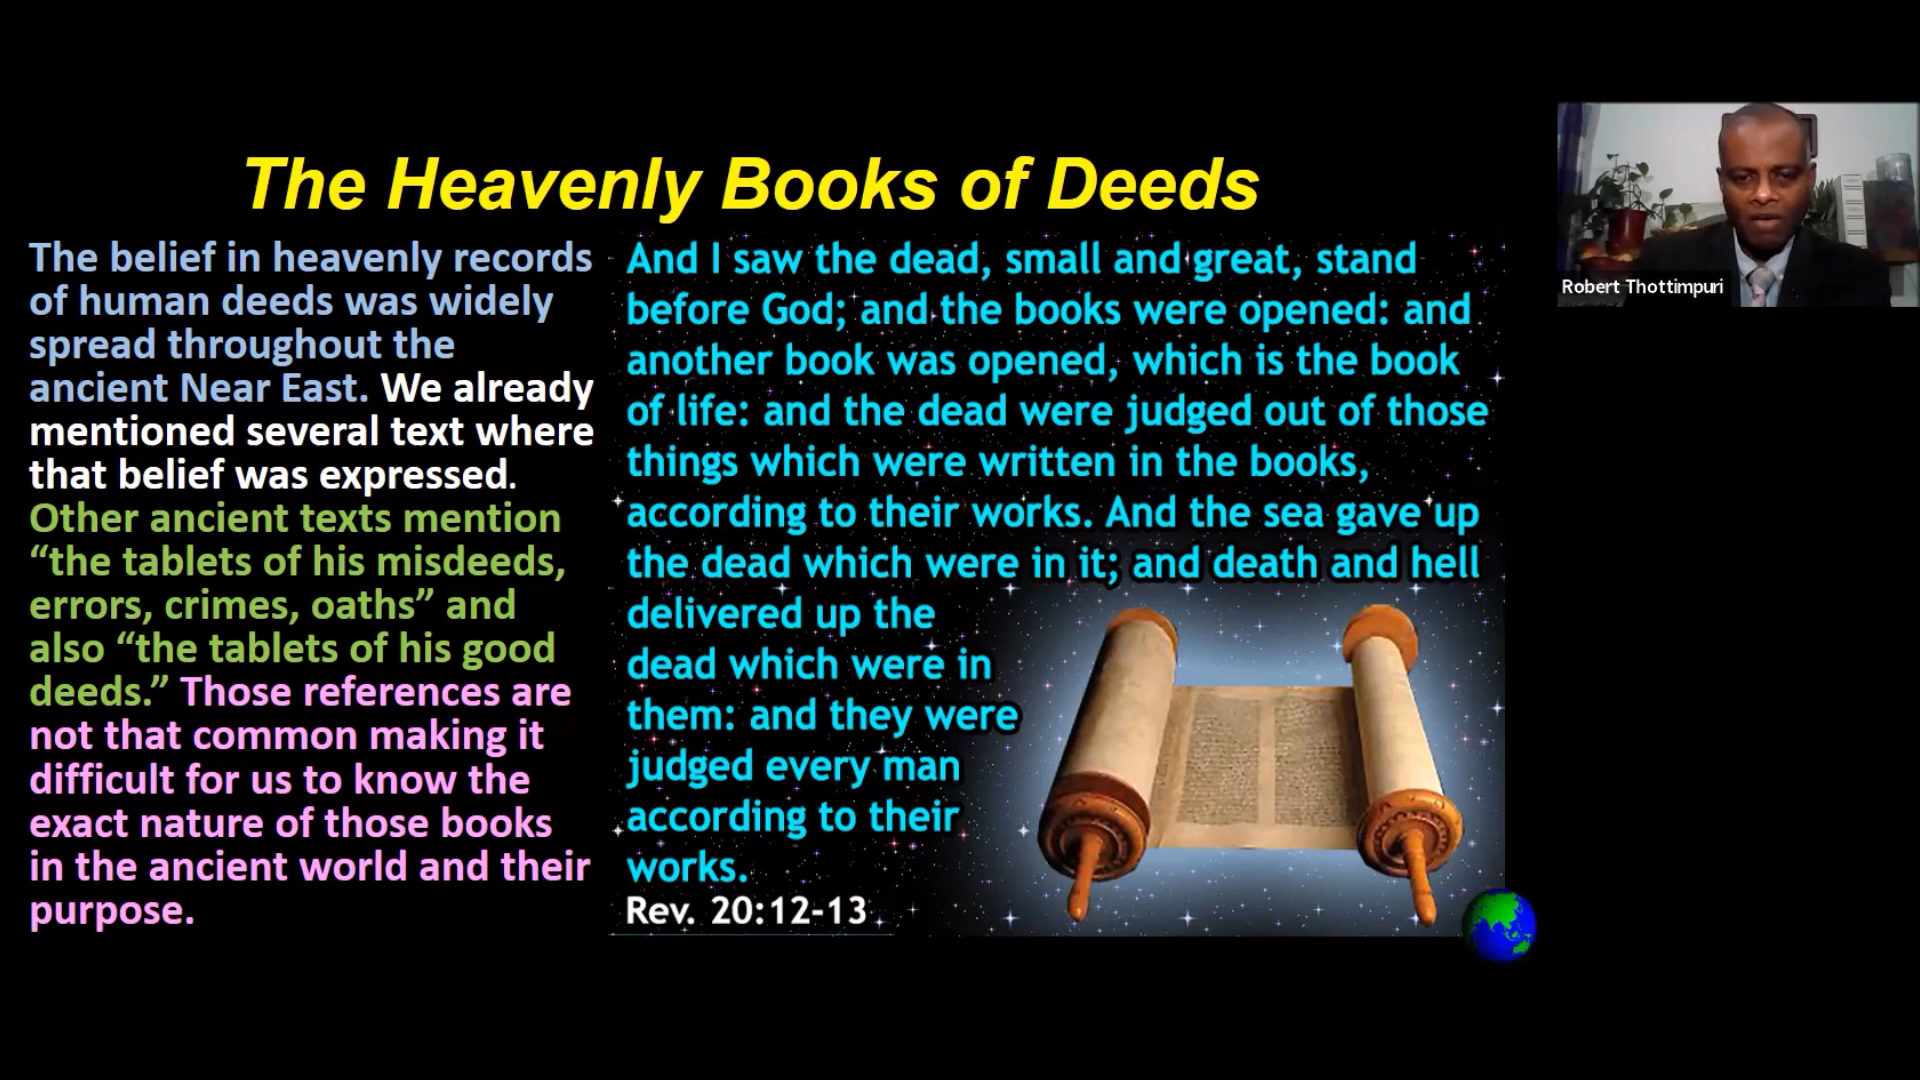 The Heavenly Books of Deeds
The belief in heavenly records
of human deeds was widely
spread throughout the
ancient Near East. We already
mentioned several text where
that belief was expressed.
Other ancient texts mention
“the tablets of his misdeeds,
errors, crimes, oaths” and
also “the tablets of his good
deeds.” Those references are
not that common making it
difficult for us to know the
exact nature of those books
in the ancient world and their
purpose.
And I saw the dead, small and great, stand
before God; and the books were opened: and
another book was opened, which is the book
of life: and the dead were judged out of those
things which were written in the books,
according to their works. And the sea gave up
the dead which were in it; and death and hell
delivered up the
dead which were in
them: and they were
judged every man
according to their
works.
Rev. 20:12-13
Robert Thottimpuri